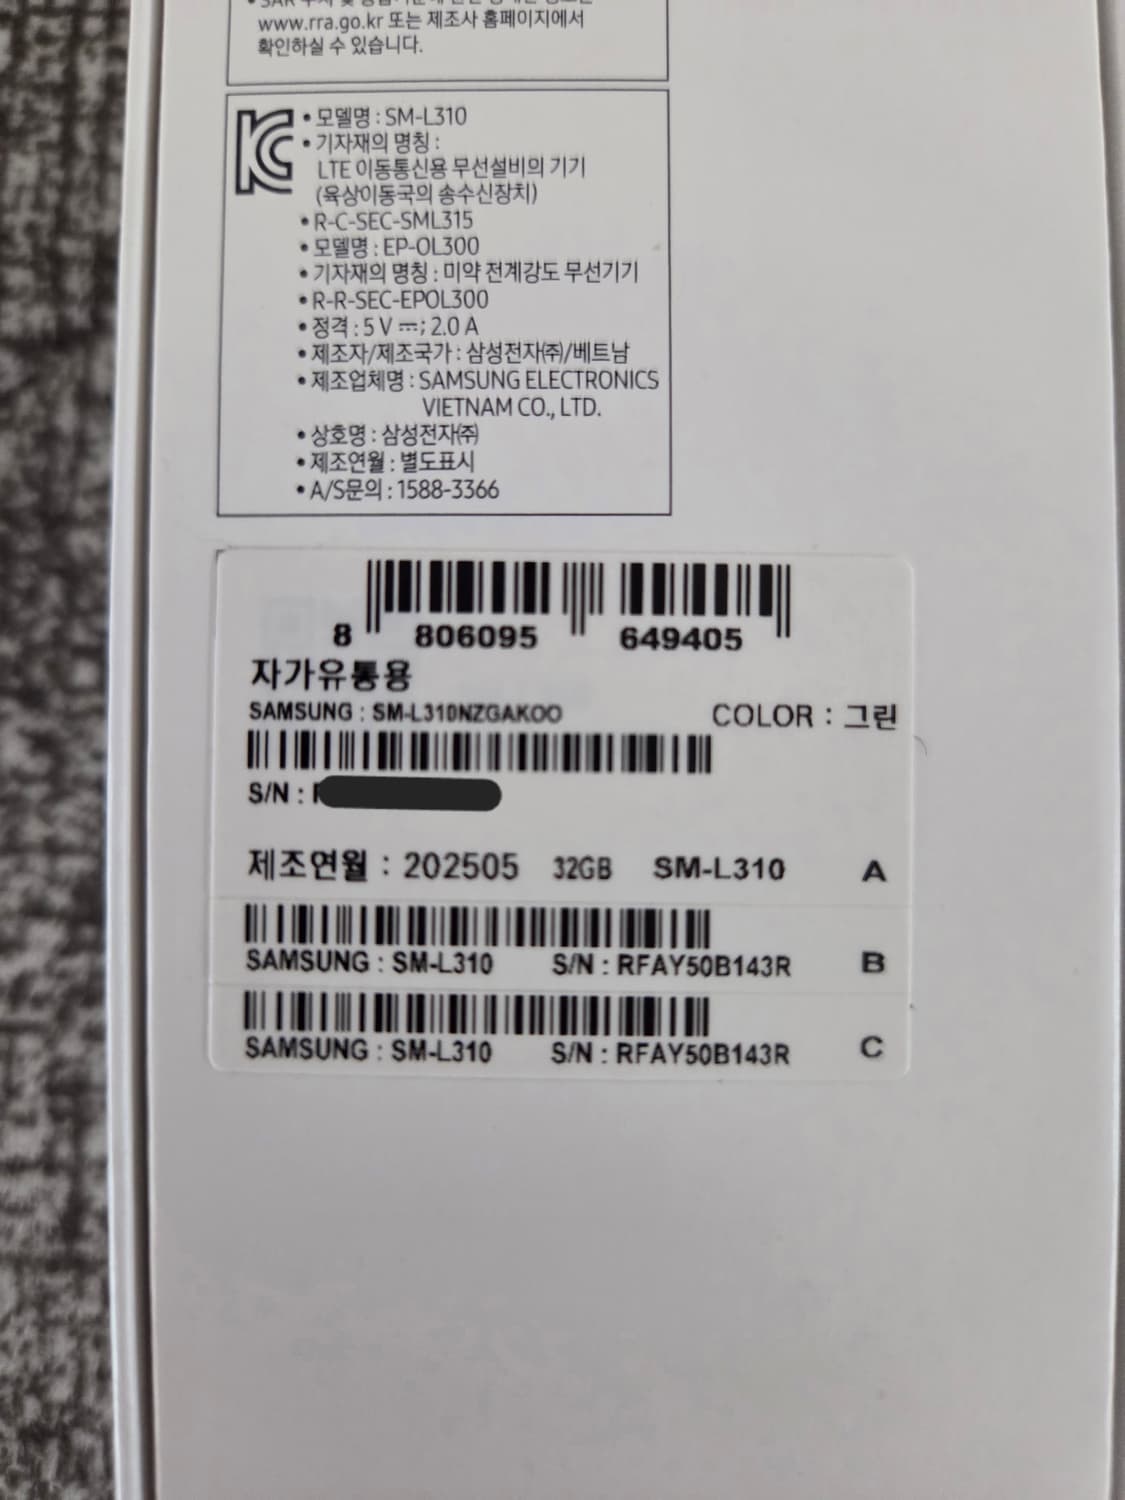 www.rra.go.kr 또는 제조사 홈페이지에서
확인하실 수 있습니다.
• 모델명 : SM-L310
• 기자재의 명칭 :
LTE 이동통신용 무선설비의 기기
(육상이동국의 송수신장치)
• R-C-SEC-SML315
• 모델명 : EP-OL300
• 기자재의 명칭 : 미약 전계강도 무선기기
• R-R-SEC-EPOL300
• 정격 : 5 V ⎓; 2.0 A
• 제조자/제조국가 : 삼성전자㈜/베트남
• 제조업체명 : SAMSUNG ELECTRONICS
VIETNAM CO., LTD.
• 상호명 : 삼성전자㈜
• 제조연월 : 별도표시
• A/S문의 : 1588-3366
8 806095 649405
자가유통용
SAMSUNG : SM-L310NZGAKOO COLOR : 그린
S/N :
제조연월 : 202505 32GB SM-L310 A
SAMSUNG : SM-L310 S/N : RFAY50B143R B
SAMSUNG : SM-L310 S/N : RFAY50B143R C